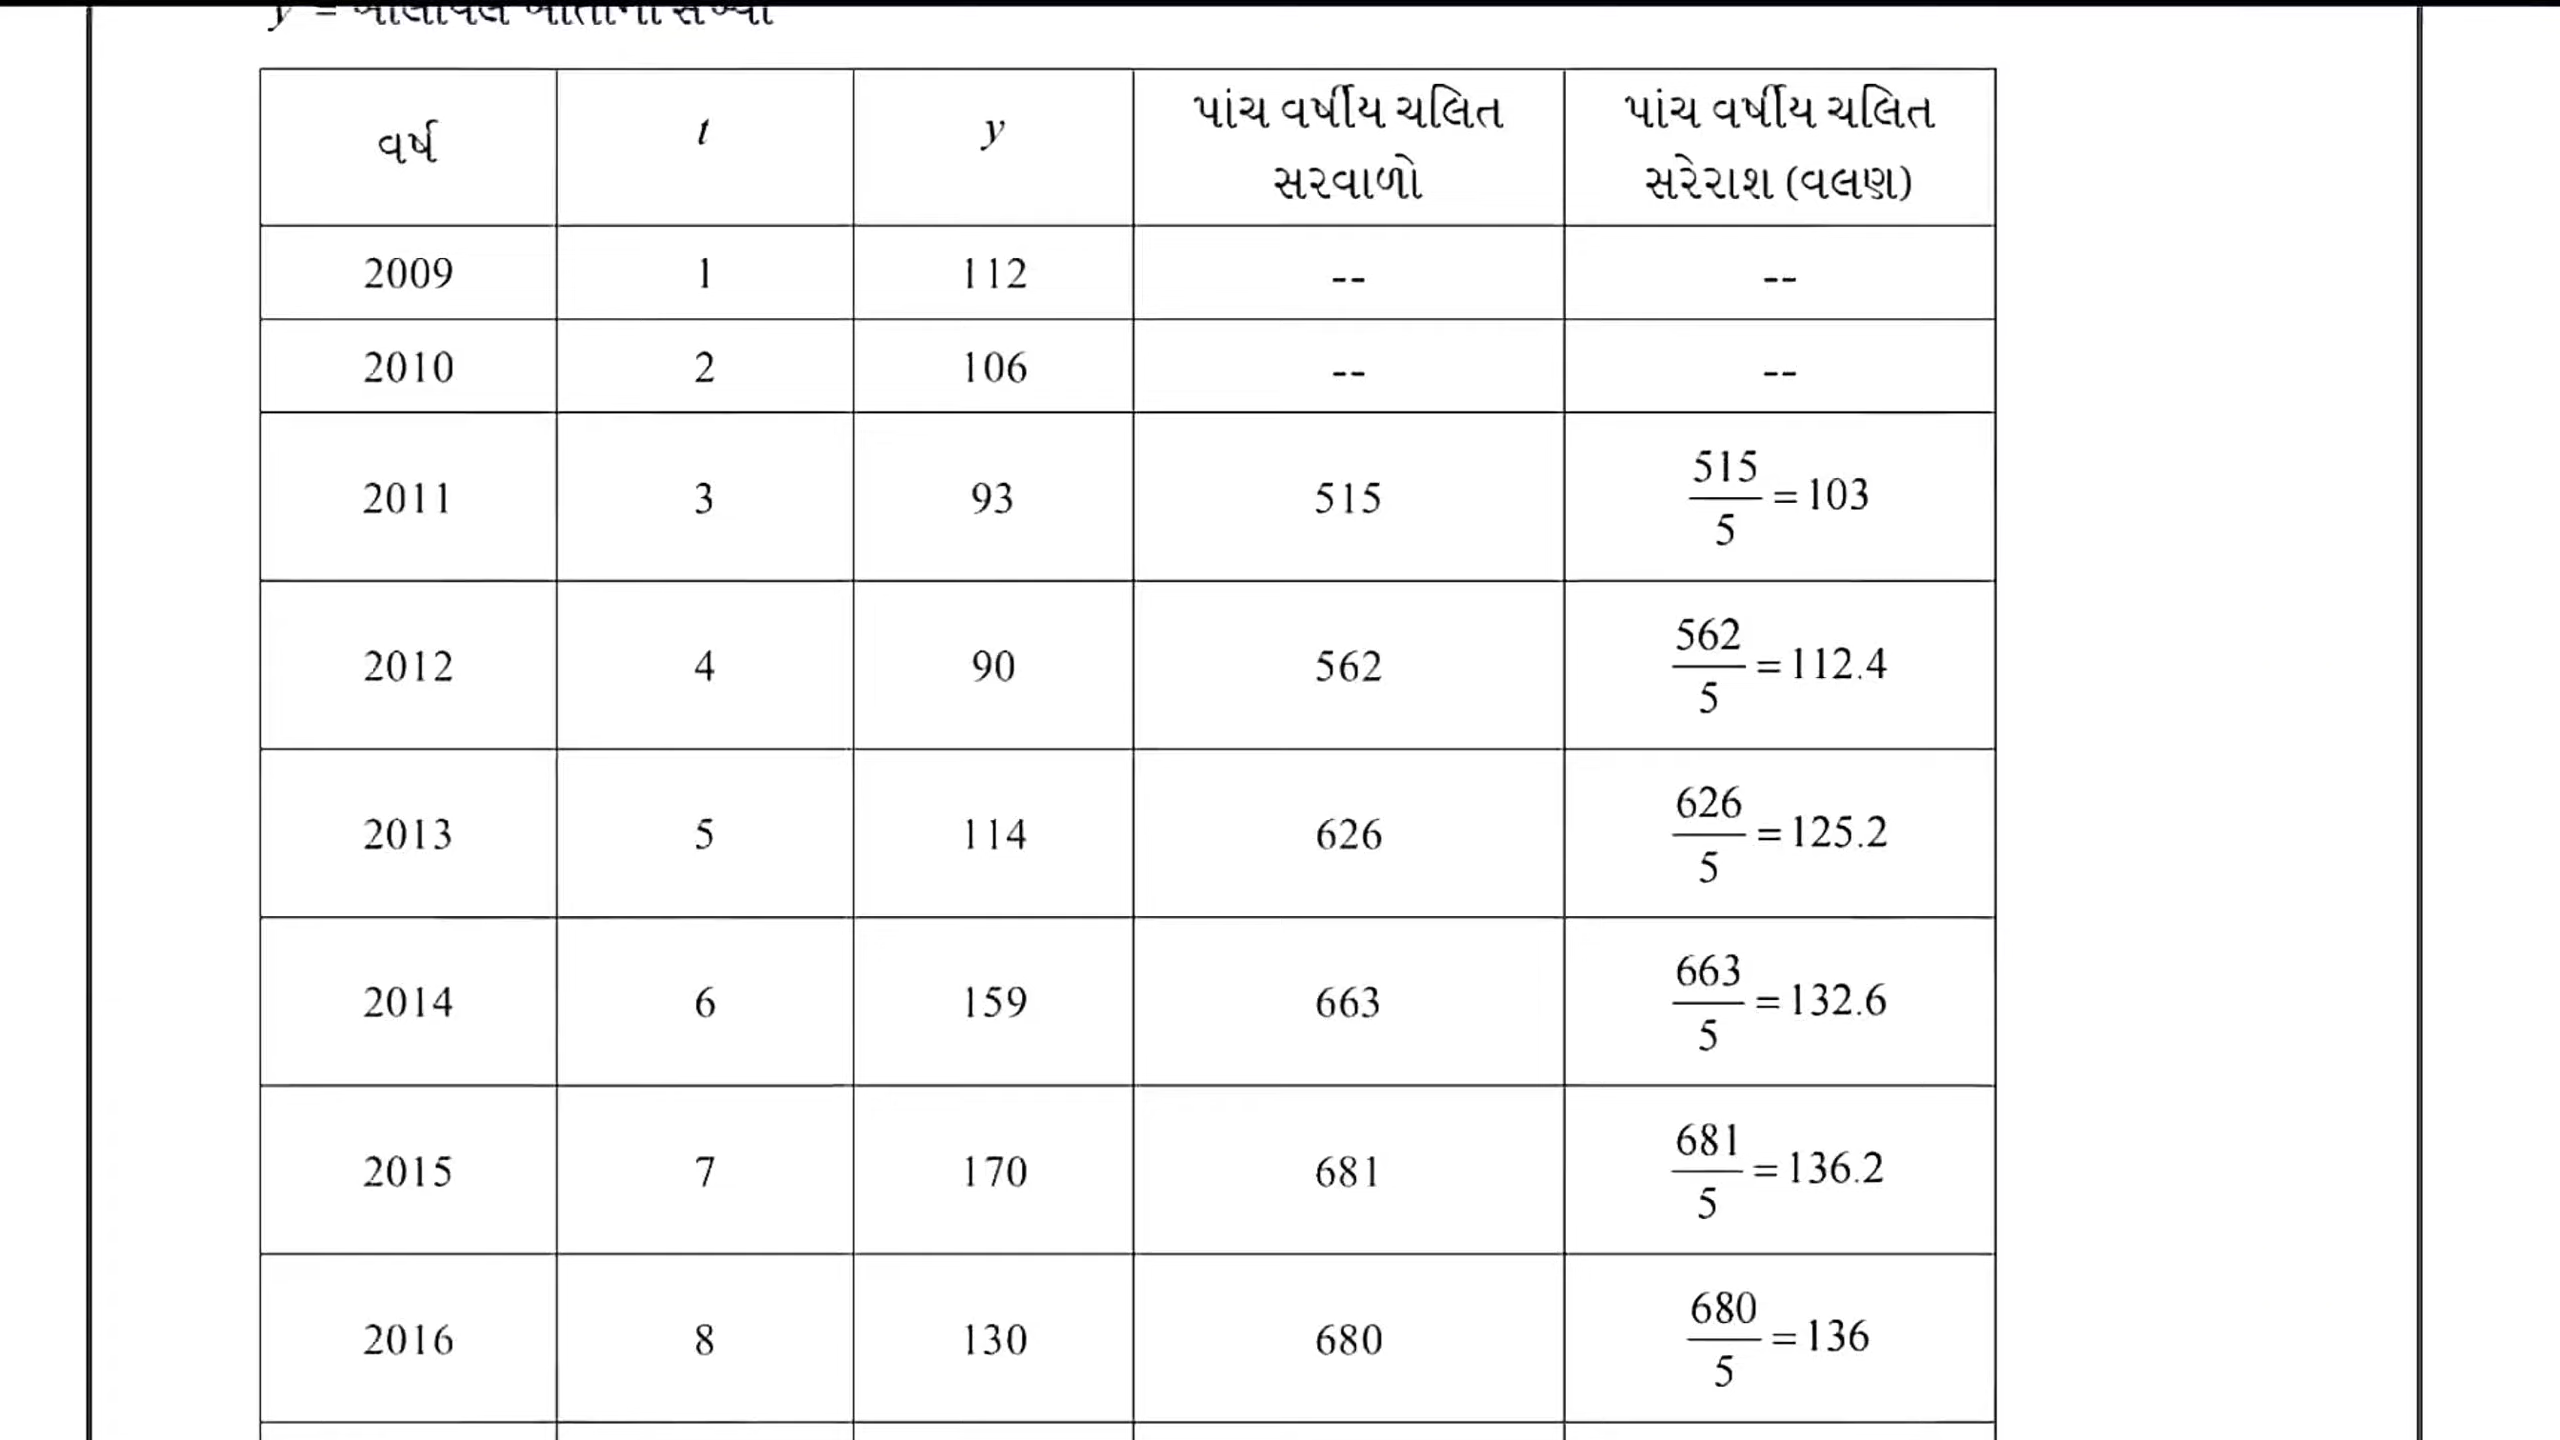 y =
વર્ષ t y પાંચ વર્ષીય ચલિત સરવાળો પાંચ વર્ષીય ચલિત સરેરાશ (વલણ)
2009 1 112 -- --
2010 2 106 -- --
2011 3 93 515 515/5 = 103
2012 4 90 562 562/5 = 112.4
2013 5 114 626 626/5 = 125.2
2014 6 159 663 663/5 = 132.6
2015 7 170 681 681/5 = 136.2
2016 8 130 680 680/5 = 136